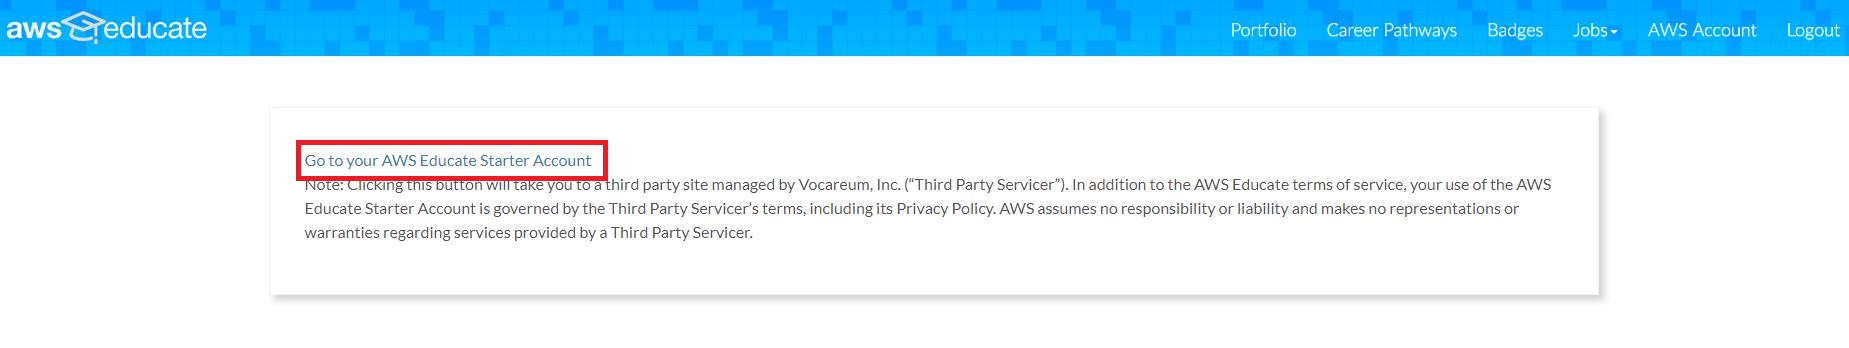 aws educate
Portfolio Career Pathways Badges Jobs AWS Account Logout
Go to your AWS Educate Starter Account
Note: Clicking this button will take you to a third party site managed by Vocareum, Inc. (“Third Party Servicer”). In addition to the AWS Educate terms of service, your use of the AWS
Educate Starter Account is governed by the Third Party Servicer’s terms, including its Privacy Policy. AWS assumes no responsibility or liability and makes no representations or
warranties regarding services provided by a Third Party Servicer.